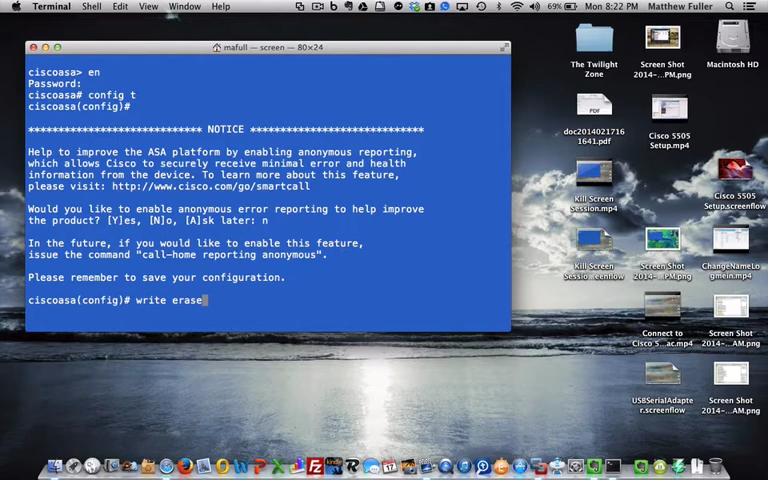 Terminal Shell Edit View Window Help
69% Mon 8:22 PM Matthew Fuller
mafull — screen — 80×24
ciscoasa> en
Password:
ciscoasa# config t
ciscoasa(config)#
***************************** NOTICE *****************************
Help to improve the ASA platform by enabling anonymous reporting,
which allows Cisco to securely receive minimal error and health
information from the device. To learn more about this feature,
please visit: http://www.cisco.com/go/smartcall
Would you like to enable anonymous error reporting to help improve
the product? [Y]es, [N]o, [A]sk later: n
In the future, if you would like to enable this feature,
issue the command "call-home reporting anonymous".
Please remember to save your configuration.
ciscoasa(config)# write erase
The Twilight
Zone
Screen Shot
2014-...PM.png
Macintosh HD
doc2014021716
1641.pdf
Cisco 5505
Setup.mp4
Kill Screen
Session.mp4
Cisco 5505
Setup.screenflow
Kill Screen
Sessio...eenflow
Screen Shot
2014-...PM.png
ChangeNameLo
gmein.mp4
Connect to
Cisco 5...ac.mp4
Screen Shot
2014-...AM.png
USBSerialAdapte
r.screenflow
Screen Shot
2014-...AM.png